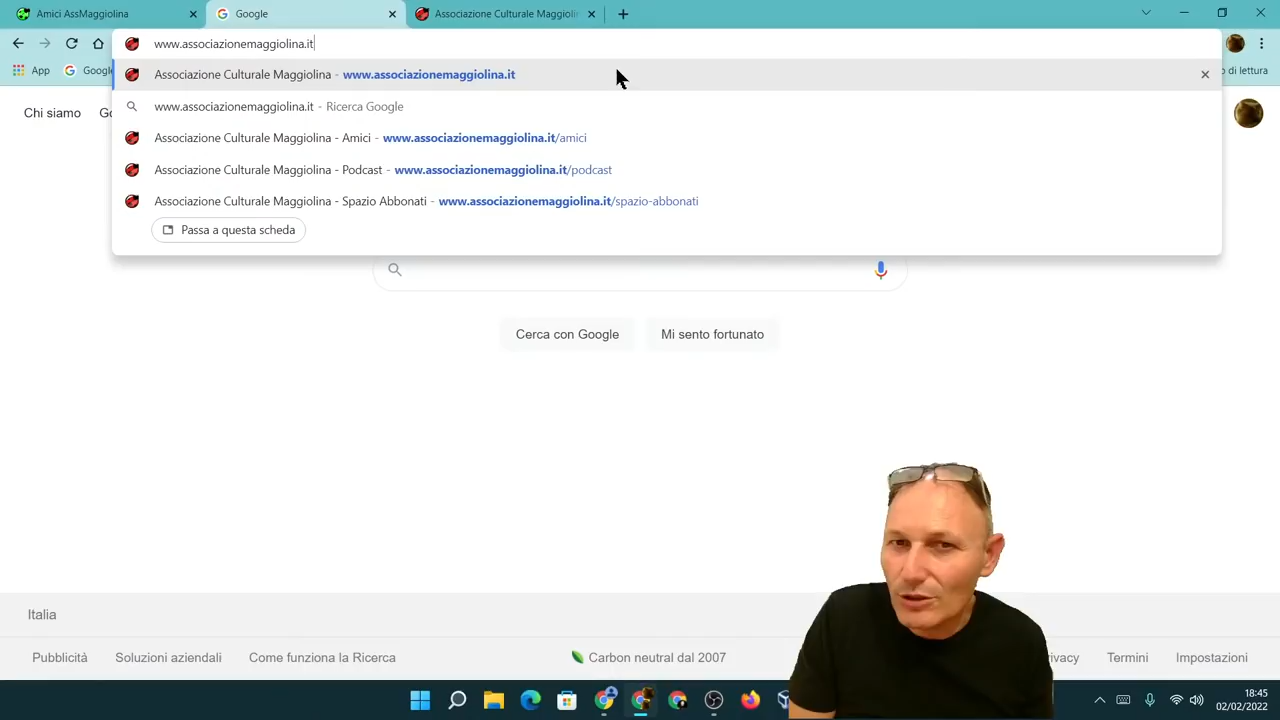 Amici AssMaggiolina
Google
Associazione Culturale Maggiolin
www.associazionemaggiolina.it
App
Googl
di lettura
Associazione Culturale Maggiolina - www.associazionemaggiolina.it
www.associazionemaggiolina.it - Ricerca Google
Associazione Culturale Maggiolina - Amici - www.associazionemaggiolina.it/amici
Associazione Culturale Maggiolina - Podcast - www.associazionemaggiolina.it/podcast
Associazione Culturale Maggiolina - Spazio Abbonati - www.associazionemaggiolina.it/spazio-abbonati
Passa a questa scheda
Chi siamo
Go
Cerca con Google
Mi sento fortunato
Italia
Pubblicità
Soluzioni aziendali
Come funziona la Ricerca
Carbon neutral dal 2007
ivacy
Termini
Impostazioni
18:45
02/02/2022